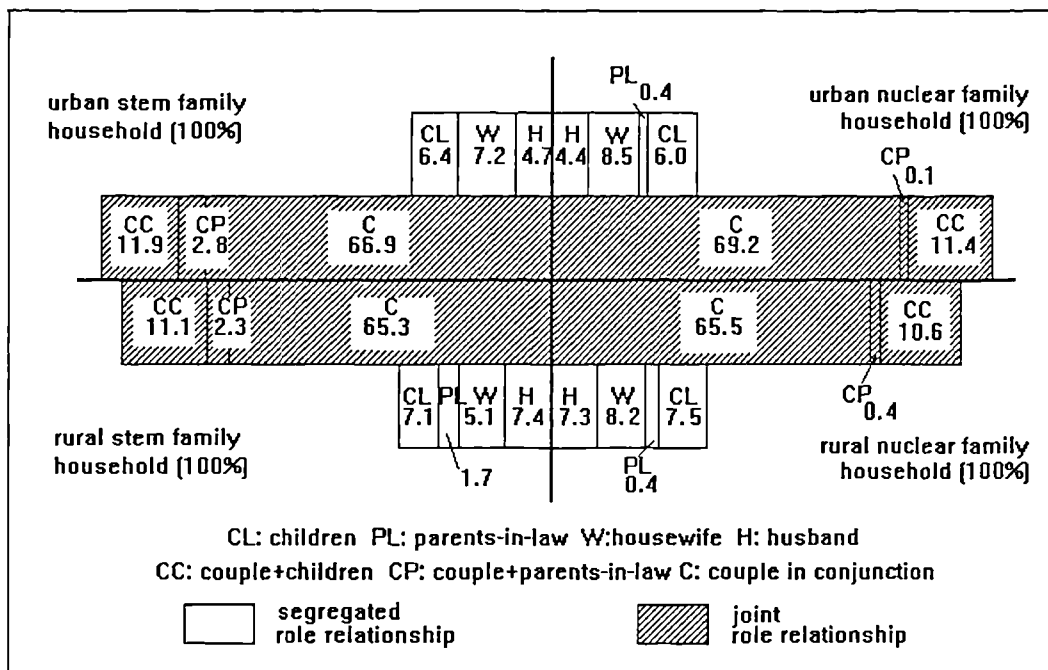 urban stem family
household (100%)
PL
0.4
urban nuclear family
household (100%)
CL
6.4
W
7.2
H
4.7
H
4.4
W
8.5
CL
6.0
CP
0.1
CC
11.9
CP
2.8
C
66.9
C
69.2
CC
11.4
CC
11.1
CP
2.3
C
65.3
C
65.5
CC
10.6
CL
7.1
PL
W
5.1
H
7.4
H
7.3
W
8.2
CL
7.5
CP
0.4
rural stem family
household (100%)
1.7
PL
0.4
rural nuclear family
household (100%)
CL: children PL: parents-in-law W:housewife H: husband
CC: couple+children CP: couple+parents-in-law C: couple in conjunction
segregated
role relationship
joint
role relationship